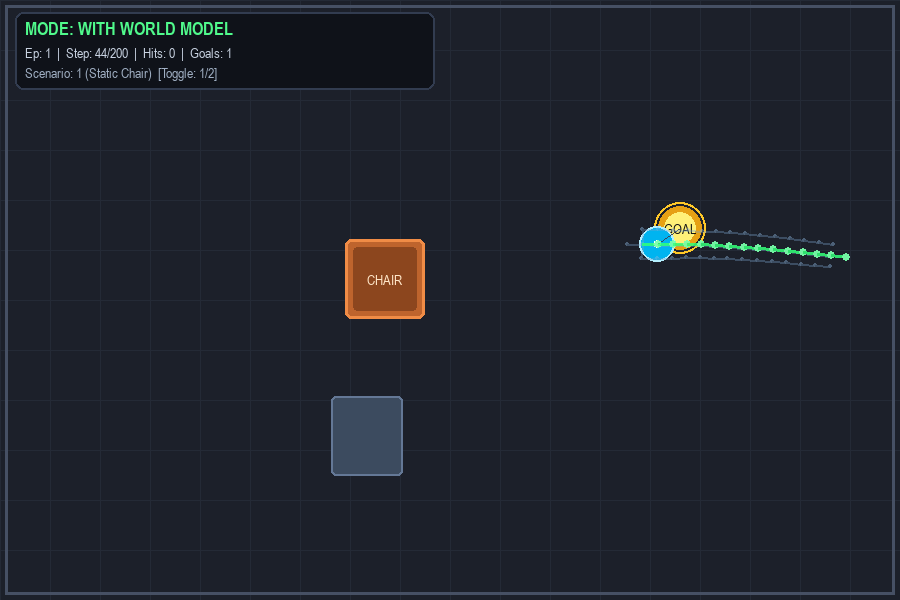 MODE: WITH WORLD MODEL
Ep: 1 | Step: 44/200 | Hits: 0 | Goals: 1
Scenario: 1 (Static Chair) [Toggle: 1/2]
GOAL
CHAIR